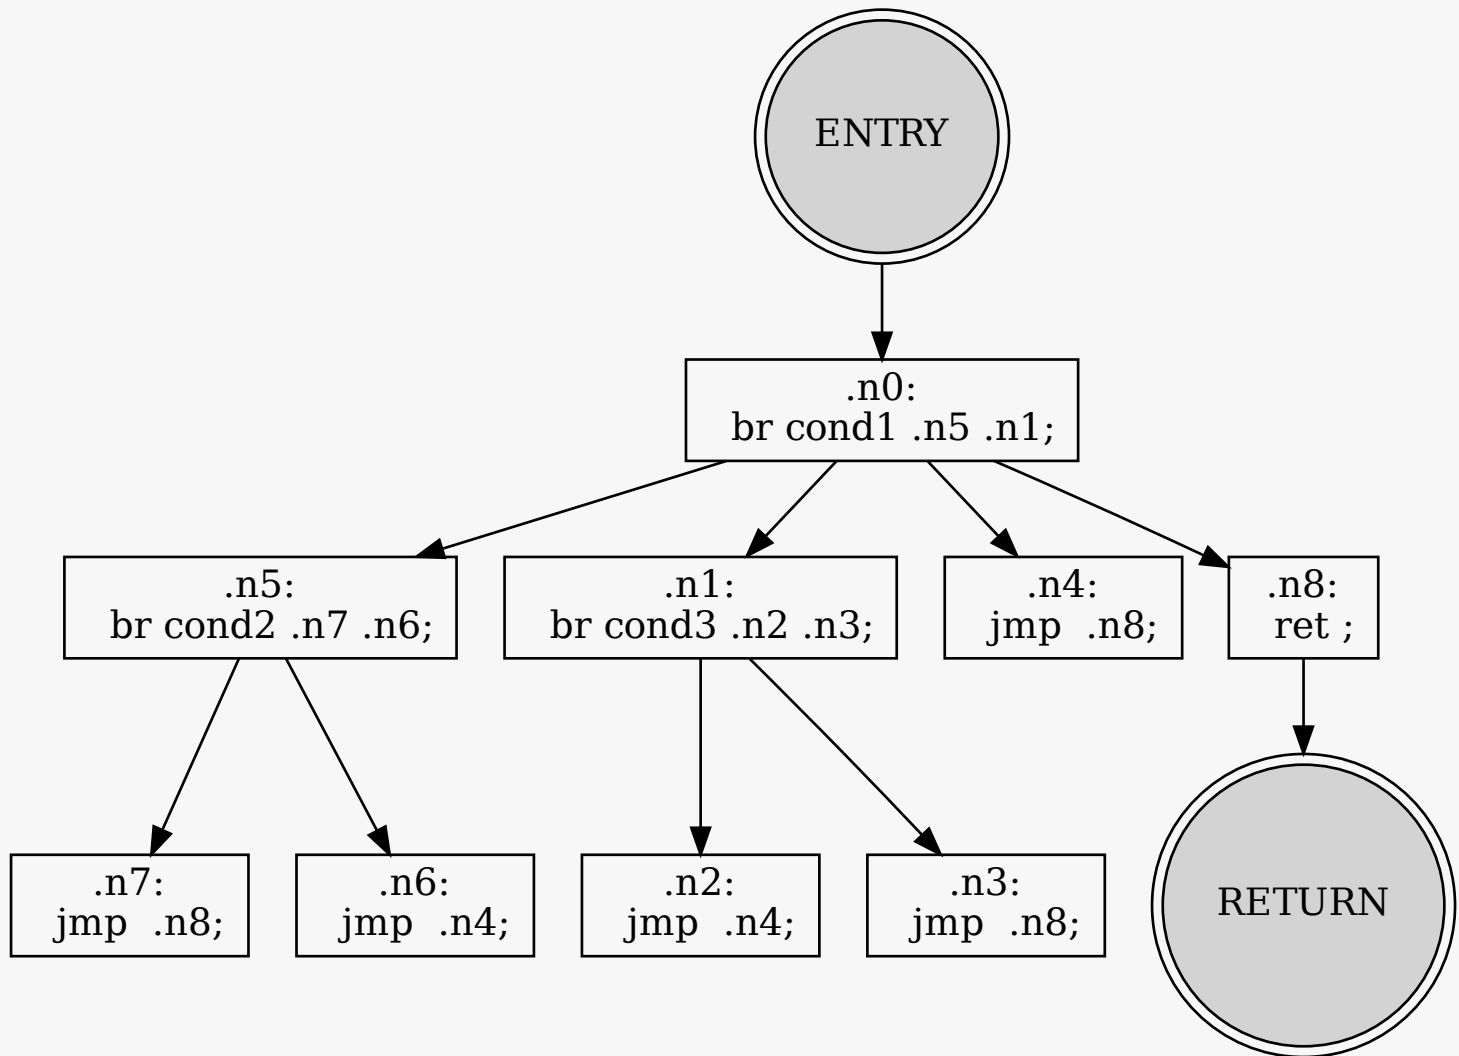 ENTRY
.n0:
br cond1 .n5 .n1;
.n5:
br cond2 .n7 .n6;
.n1:
br cond3 .n2 .n3;
.n4:
jmp  .n8;
.n8:
ret ;
.n7:
jmp  .n8;
.n6:
jmp  .n4;
.n2:
jmp  .n4;
.n3:
jmp  .n8;
RETURN